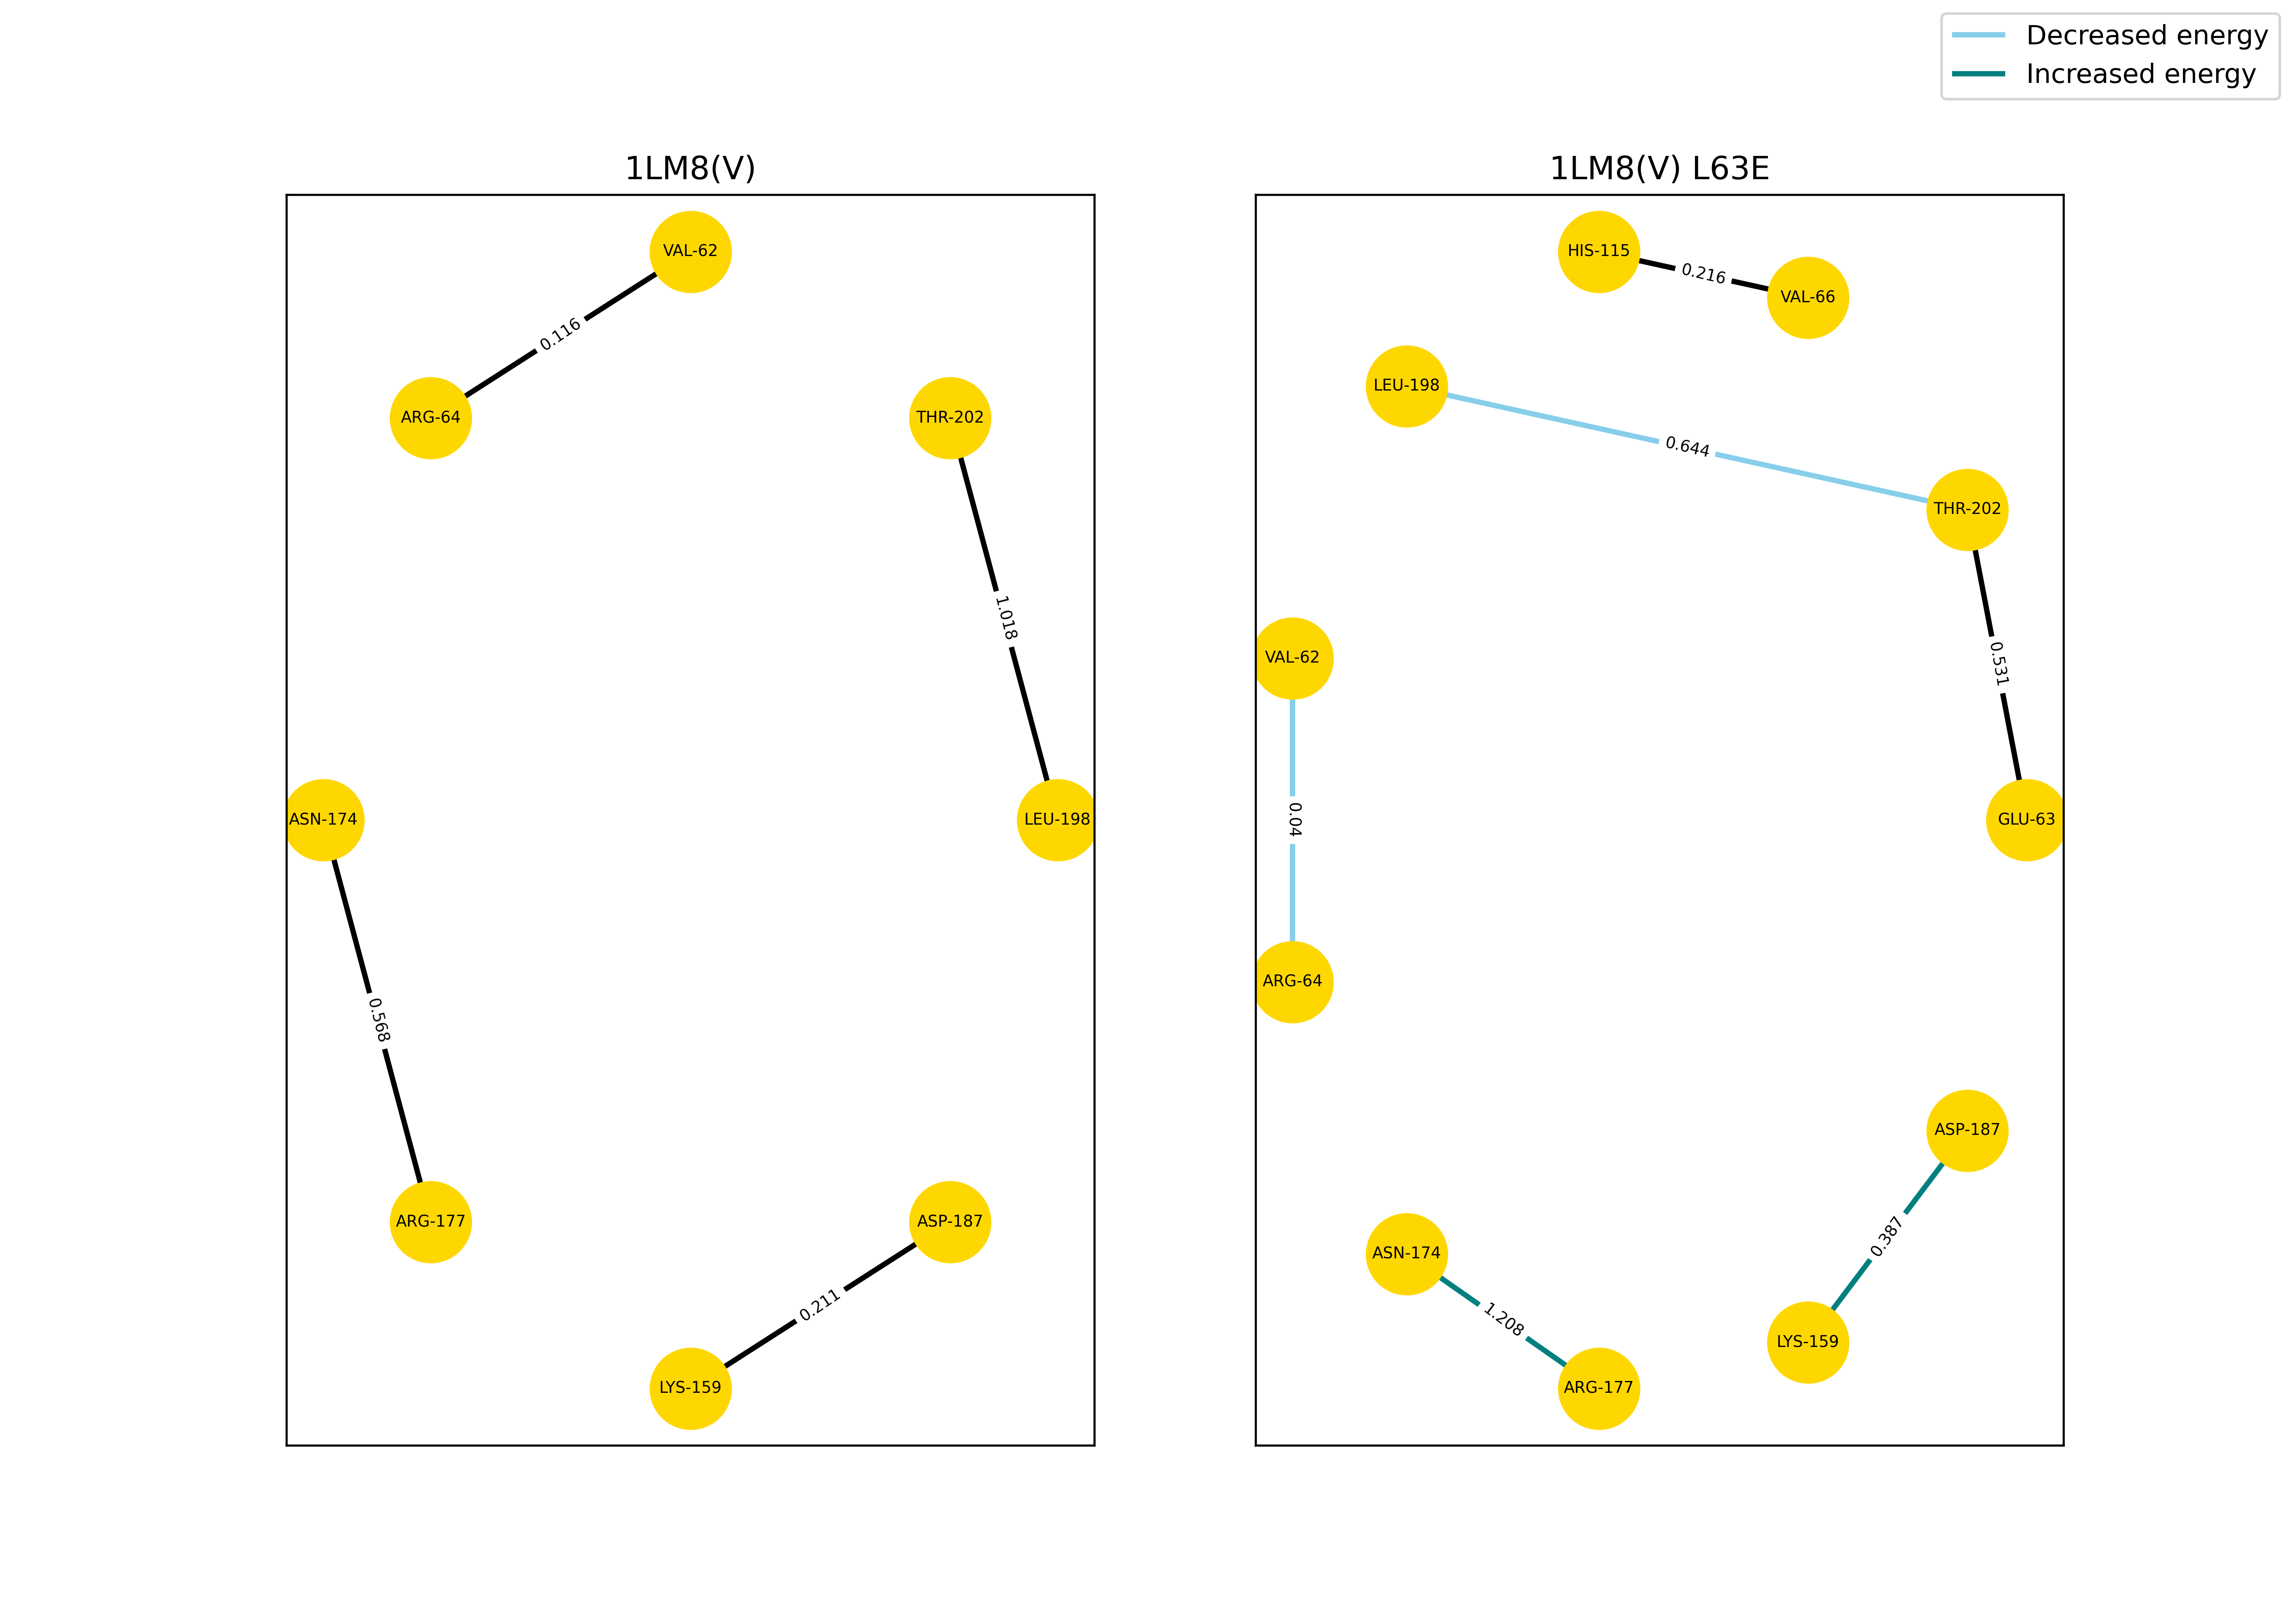 Decreased energy
Increased energy
1LM8(V)
VAL-62
0.116
ARG-64
THR-202
1.018
ASN-174
LEU-198
0.568
ARG-177
ASP-187
0.211
LYS-159
1LM8(V) L63E
HIS-115
0.216
VAL-66
LEU-198
0.644
THR-202
VAL-62
0.531
0.04
GLU-63
ARG-64
ASP-187
0.387
ASN-174
1.208
LYS-159
ARG-177